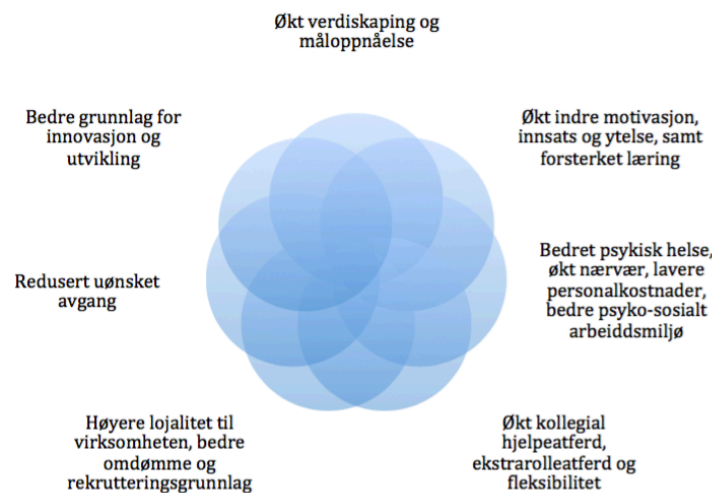 Økt verdiskaping og
måloppnåelse
Bedre grunnlag for
innovasjon og
utvikling
Økt indre motivasjon,
innsats og ytelse, samt
forsterket læring
Redusert uønsket
avgang
Bedret psykisk helse,
økt nærvær, lavere
personalkostnader,
bedre psyko-sosialt
arbeiddsmiljø
Høyere lojalitet til
virksomheten, bedre
omdømme og
rekrutteringsgrunnlag
Økt kollegial
hjelpeatferd,
ekstrarolleatferd og
fleksibilitet